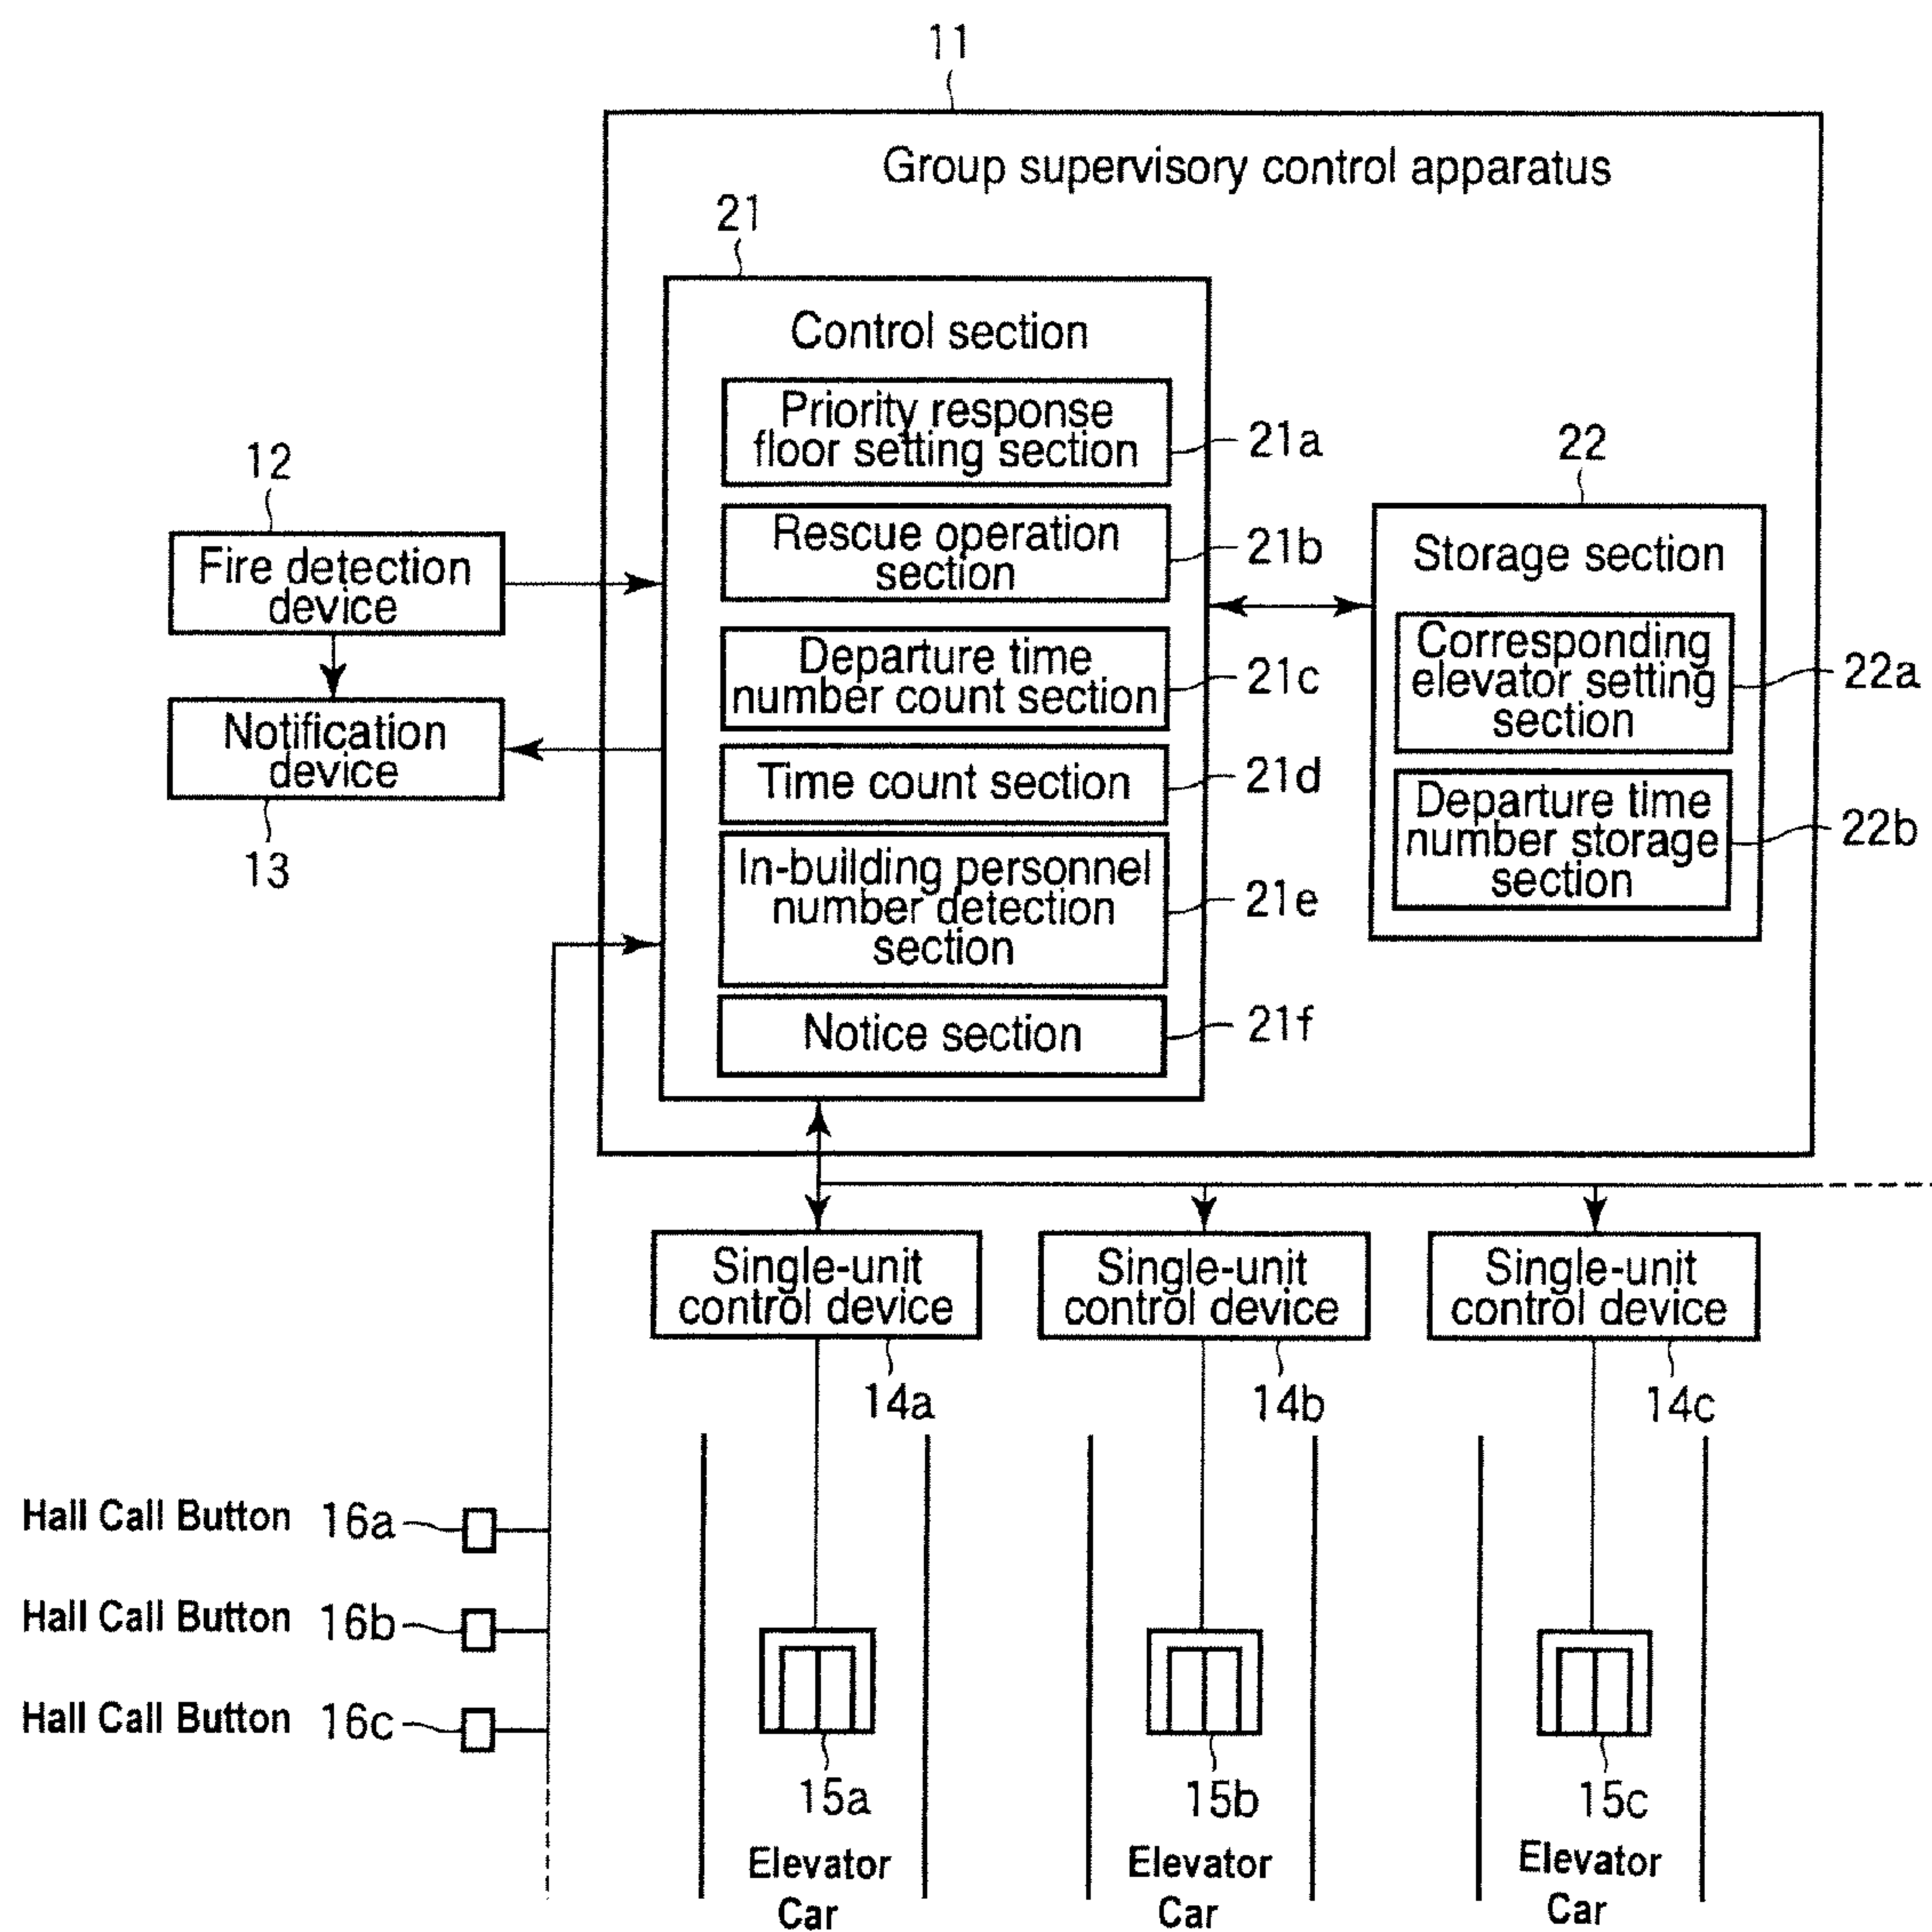 11
Group supervisory control apparatus
21
Control section
Priority response
floor setting section
21a
Rescue operation
section
21b
Departure time
number count section
21c
Time count section
21d
In-building personnel
number detection
section
21e
Notice section
21f
22
Storage section
Corresponding
elevator setting
section
22a
Departure time
number storage
section
22b
12
Fire detection
device
Notification
device
13
Single-unit
control device
14a
Single-unit
control device
14b
Single-unit
control device
14c
Hall Call Button 16a
Hall Call Button 16b
Hall Call Button 16c
15a
Elevator
Car
15b
Elevator
Car
15c
Elevator
Car